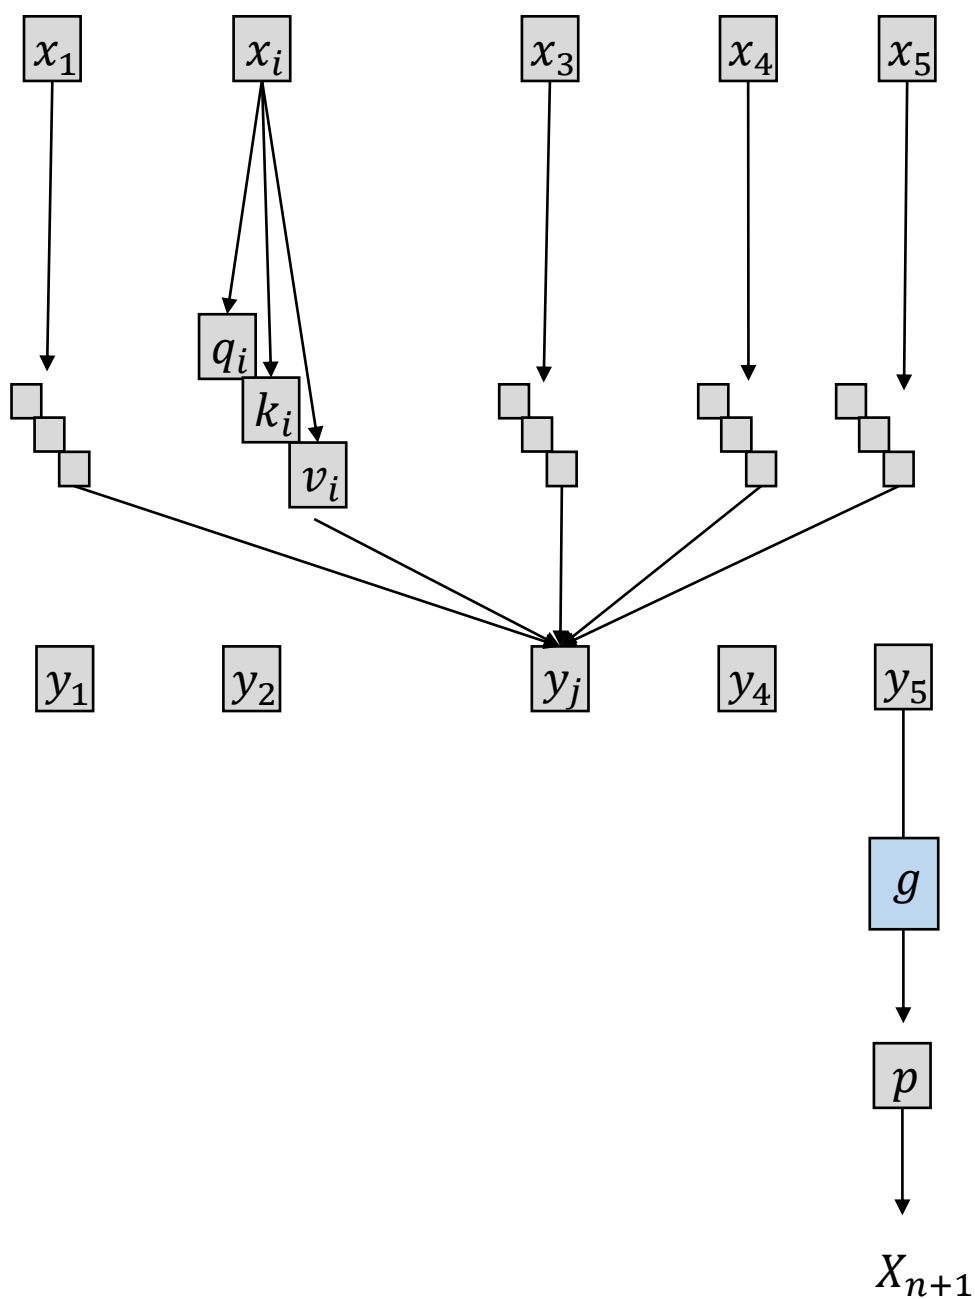 x₁ xᵢ x₃ x₄ x₅
qᵢ
kᵢ
vᵢ
y₁ y₂ yⱼ y₄ y₅
g
p
Xₙ₊₁